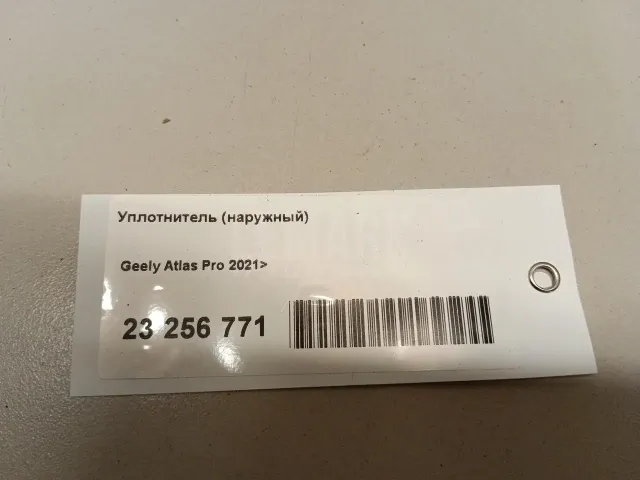 Уплотнитель (наружный)
Geely Atlas Pro 2021>
23 256 771